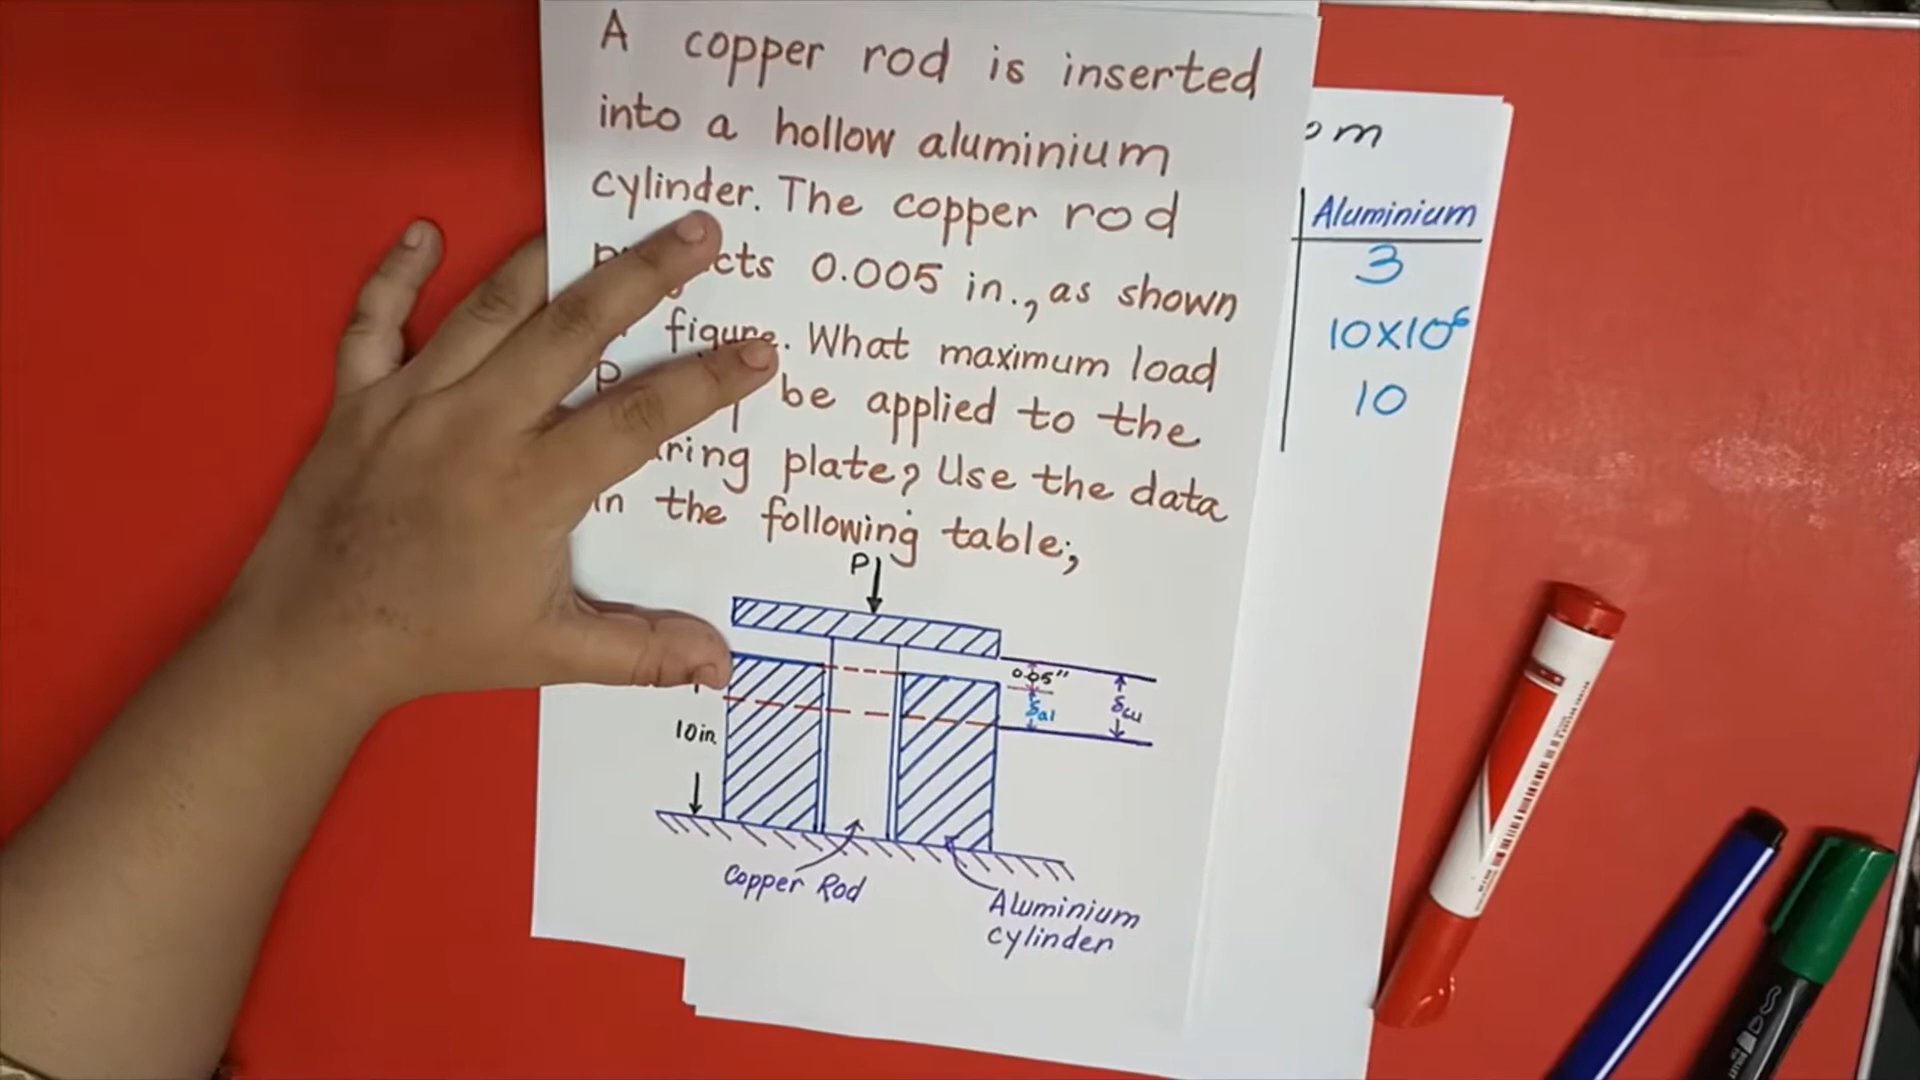 A copper rod is inserted
into a hollow aluminium
cylinder. The copper rod
cts 0.005 in., as shown
figure. What maximum load
P be applied to the
ring plate? Use the data
in the following table;
P
0.05"
δal
δcu
10in
Copper Rod
Aluminium
cylinder
om
Aluminium
3
10x10⁶
10